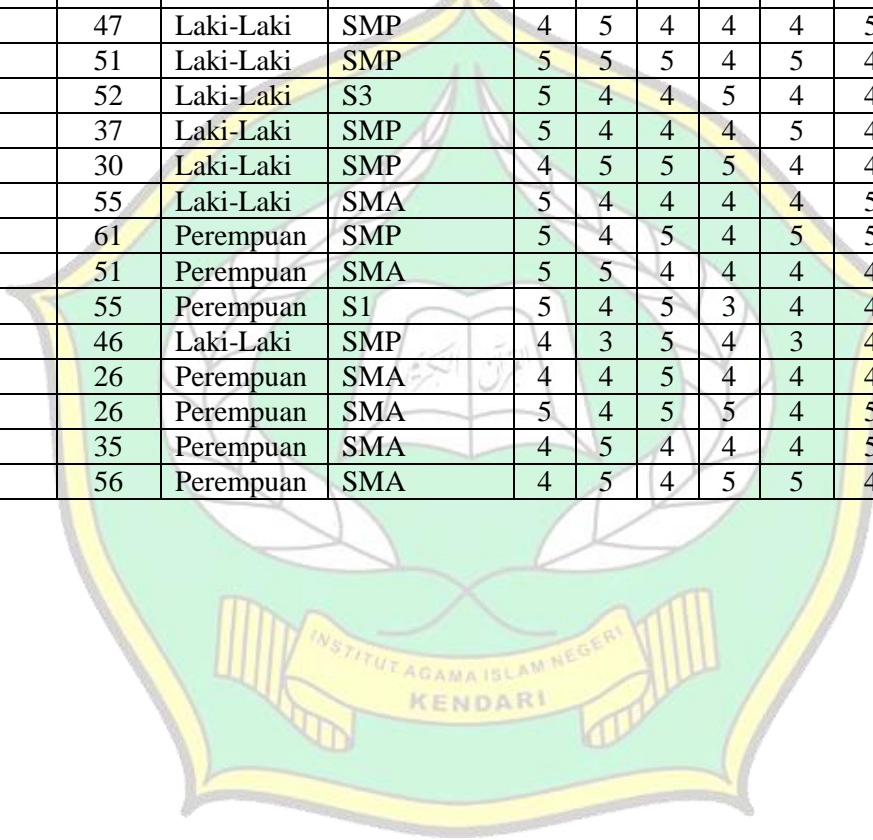 47 Laki-Laki SMP 4 5 4 4 4 5
51 Laki-Laki SMP 5 5 5 4 5 4
52 Laki-Laki S3 5 4 4 5 4 4
37 Laki-Laki SMP 5 4 4 4 5 4
30 Laki-Laki SMP 4 5 5 5 4 4
55 Laki-Laki SMA 5 4 4 4 4 5
61 Perempuan SMP 5 4 5 4 5 5
51 Perempuan SMA 5 5 4 4 4 4
55 Perempuan S1 5 4 5 3 4 4
46 Laki-Laki SMP 4 3 5 4 3 4
26 Perempuan SMA 4 4 5 4 4 4
26 Perempuan SMA 5 4 5 5 4 5
35 Perempuan SMA 4 5 4 4 4 5
56 Perempuan SMA 4 5 4 5 5 4
القرآن الكريم
INSTITUT AGAMA ISLAM NEGERI
KENDARI